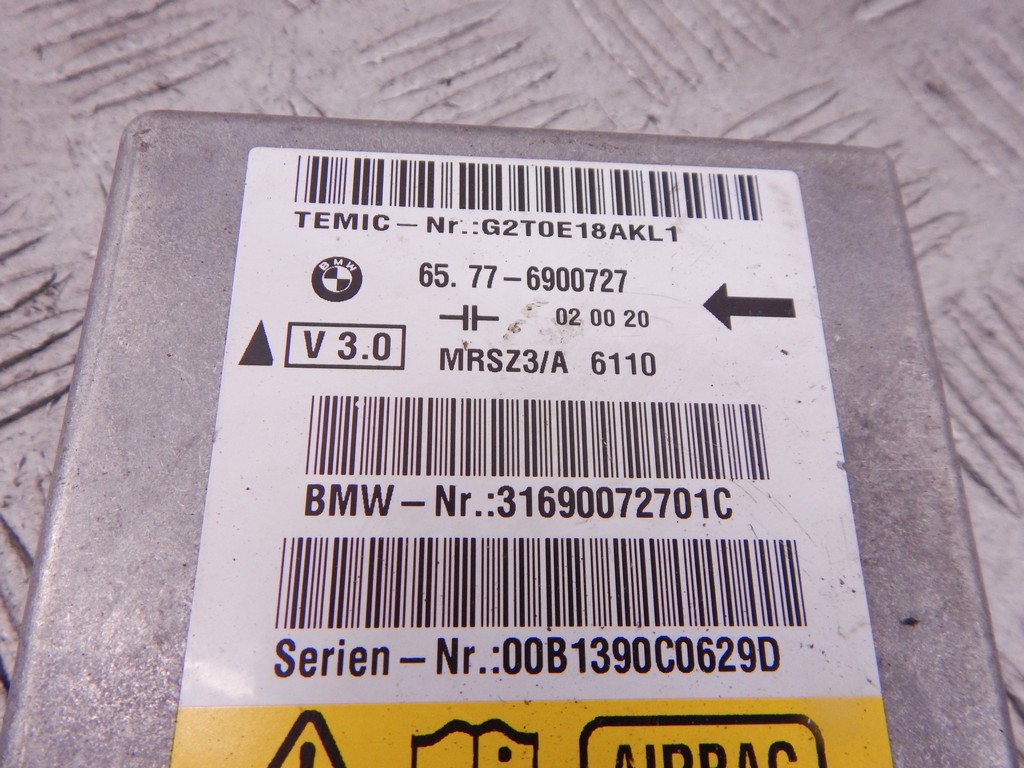 TEMIC-Nr.:G2T0E18AKL1
BMW
65. 77-6900727
02 00 20
V 3.0
MRSZ3/A 6110
BMW-Nr.:31690072701C
Serien-Nr.:00B1390C0629D
AIRBAG